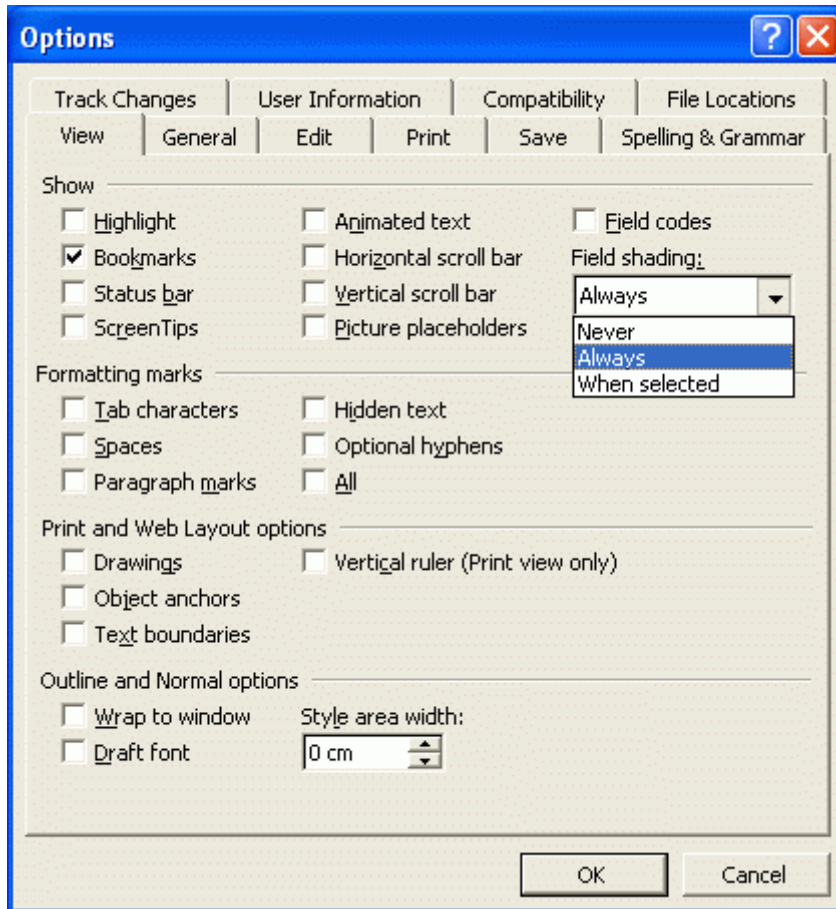 Options
Track Changes User Information Compatibility File Locations
View General Edit Print Save Spelling & Grammar
Show
Highlight Animated text Field codes
Bookmarks Horizontal scroll bar Field shading:
Status bar Vertical scroll bar Always
ScreenTips Picture placeholders Never
Always
Formatting marks When selected
Tab characters Hidden text
Spaces Optional hyphens
Paragraph marks All
Print and Web Layout options
Drawings Vertical ruler (Print view only)
Object anchors
Text boundaries
Outline and Normal options
Wrap to window Style area width:
Draft font 0 cm
OK Cancel